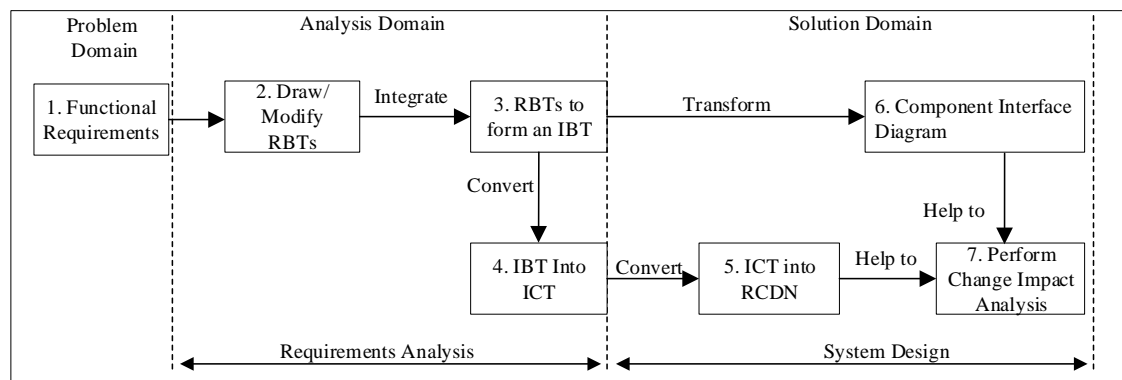 Problem
Domain
Analysis Domain
Solution Domain
1. Functional
Requirements
2. Draw/
Modify
RBTs
Integrate
3. RBTs to
form an IBT
Transform
6. Component Interface
Diagram
Convert
Help to
4. IBT Into
ICT
Convert
5. ICT into
RCDN
Help to
7. Perform
Change Impact
Analysis
Requirements Analysis
System Design